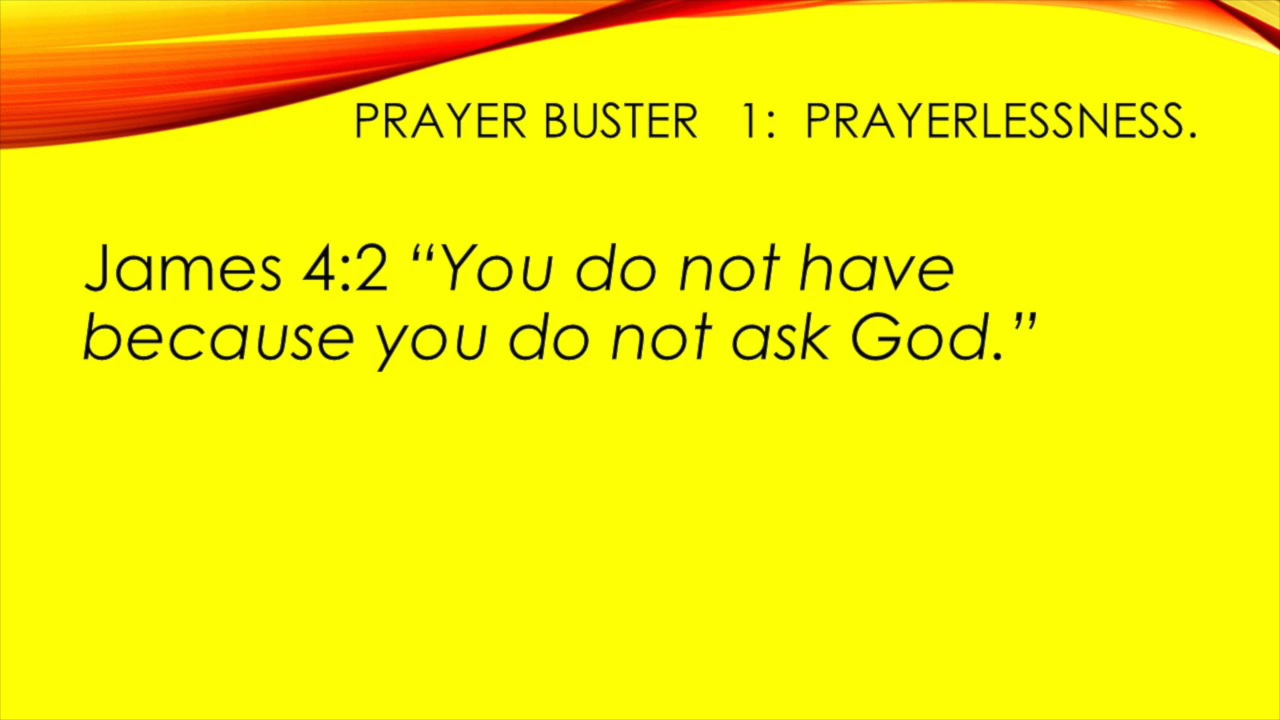 PRAYER BUSTER   1:  PRAYERLESSNESS.
James 4:2 “You do not have
because you do not ask God.”